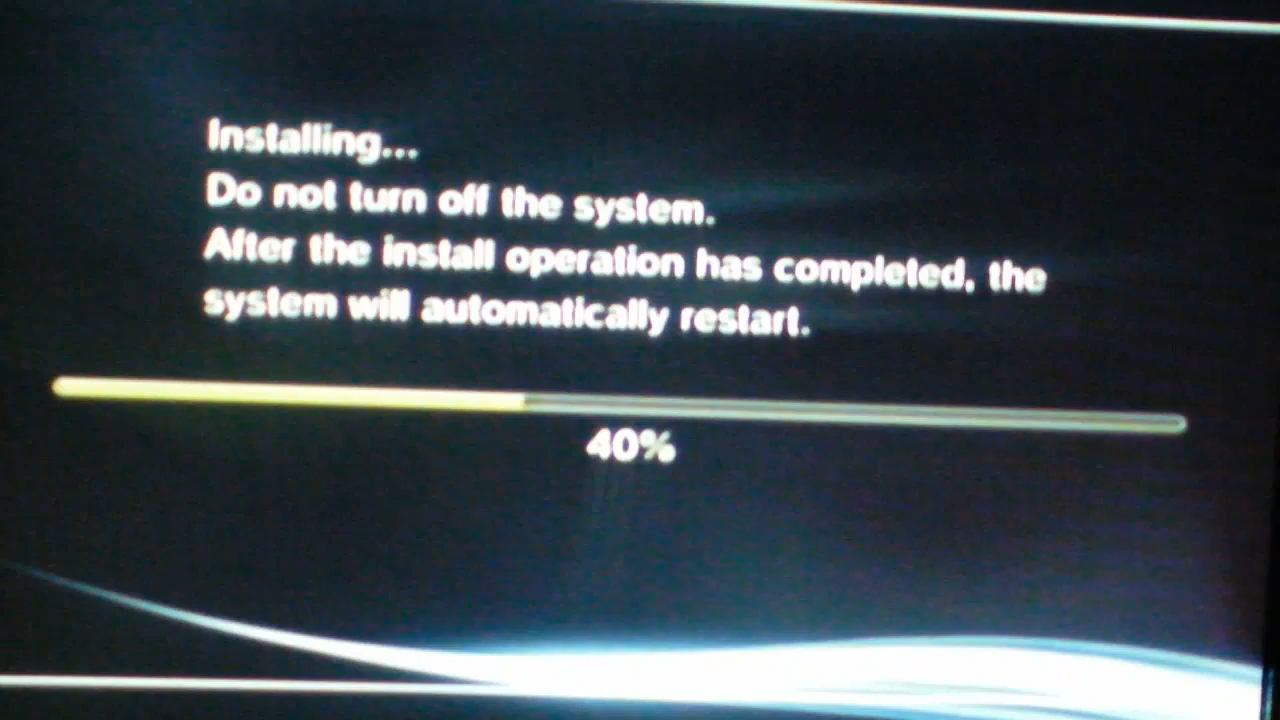 Installing...
Do not turn off the system.
After the install operation has completed, the
system will automatically restart.
40%